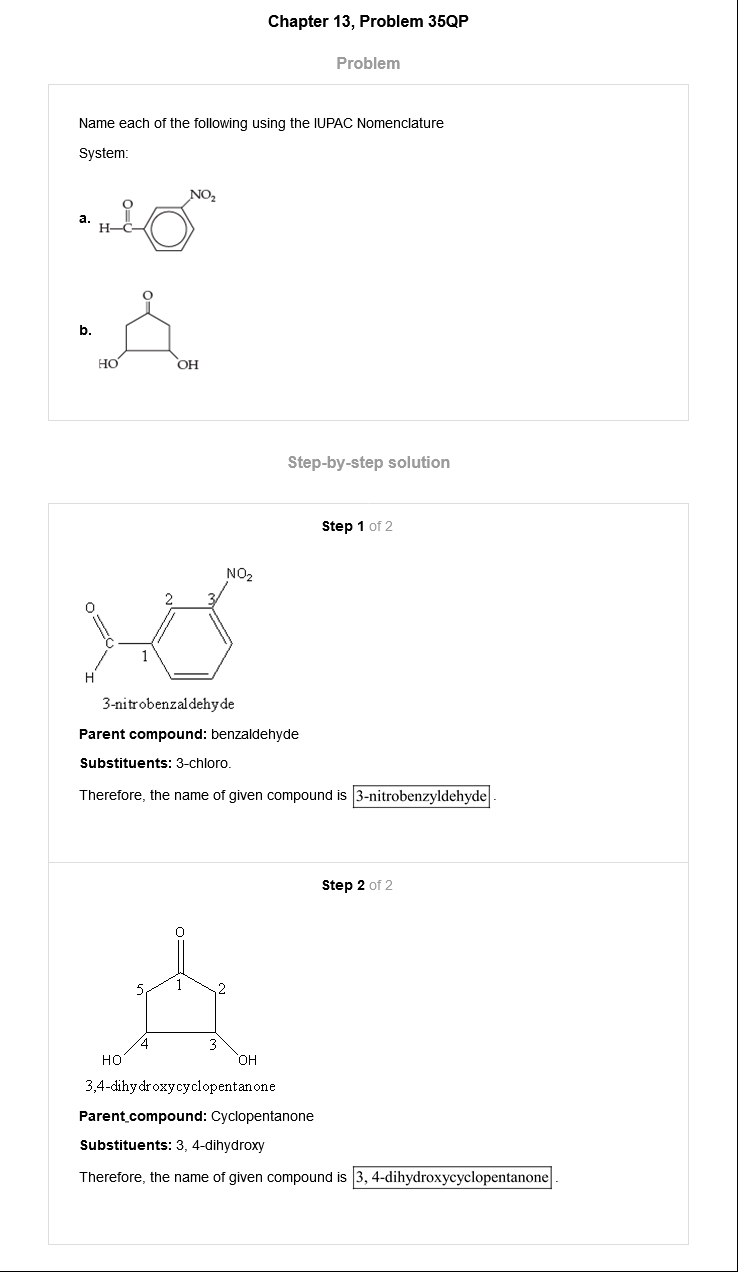 Chapter 13, Problem 35QP
Problem
Name each of the following using the IUPAC Nomenclature
System:
a.
O
NO2
H—C
b.
O
HO
OH
Step-by-step solution
Step 1 of 2
NO2
O
2
3
C
1
H
3-nitrobenzaldehyde
Parent compound: benzaldehyde
Substituents: 3-chloro.
Therefore, the name of given compound is 3-nitrobenzyldehyde .
Step 2 of 2
O
5
1
2
4
3
HO
OH
3,4-dihydroxycyclopentanone
Parent compound: Cyclopentanone
Substituents: 3, 4-dihydroxy
Therefore, the name of given compound is 3, 4-dihydroxycyclopentanone .